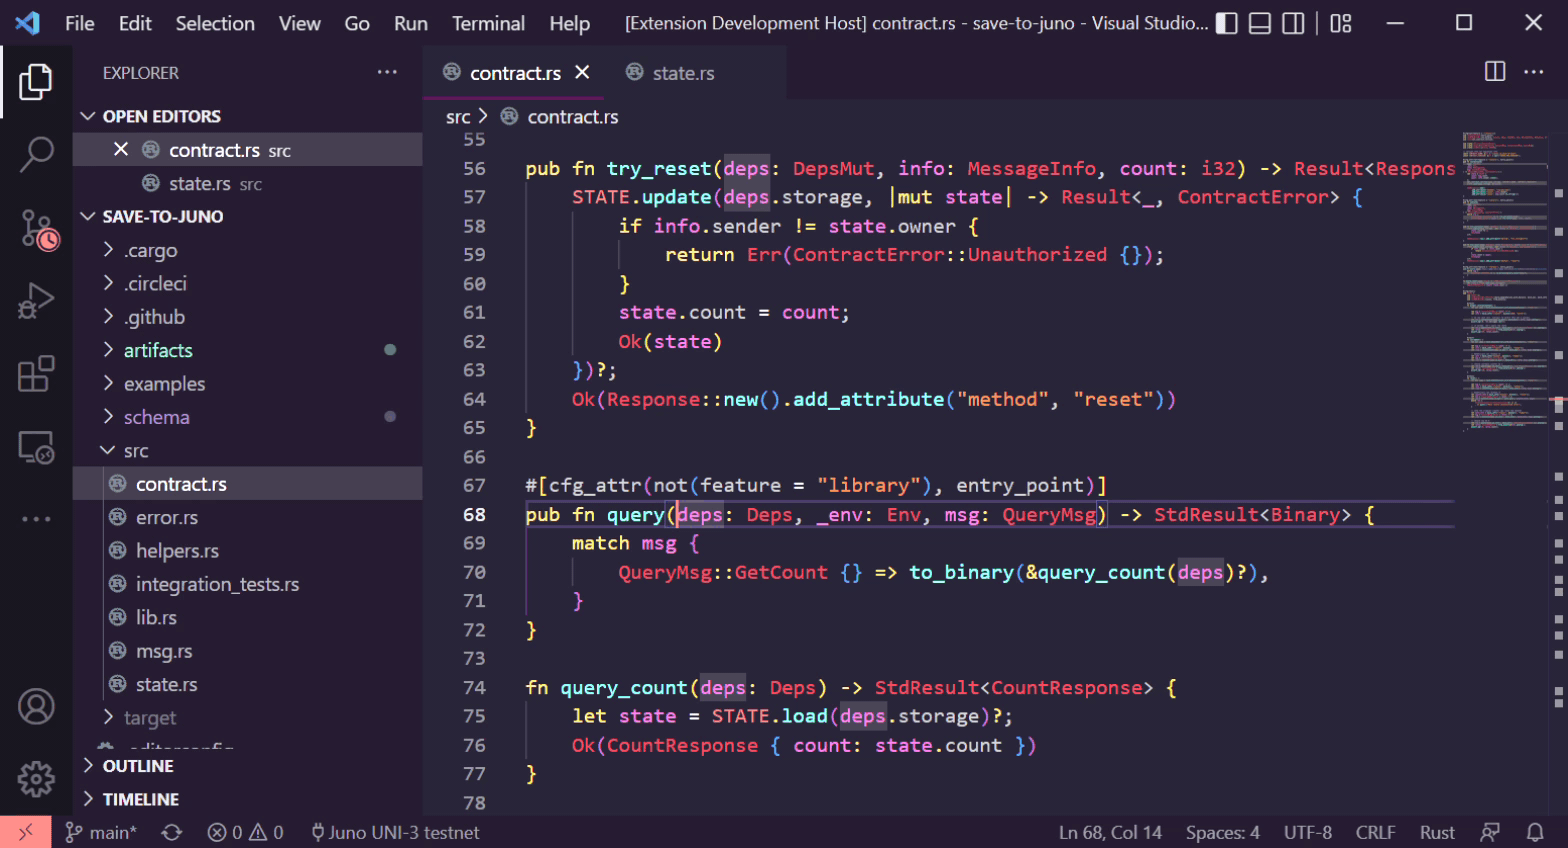 File Edit Selection View Go Run Terminal Help [Extension Development Host] contract.rs - save-to-juno - Visual Studio...
EXPLORER
OPEN EDITORS
contract.rs src
state.rs src
SAVE-TO-JUNO
.cargo
.circleci
.github
artifacts
examples
schema
src
contract.rs
error.rs
helpers.rs
integration_tests.rs
lib.rs
msg.rs
state.rs
target
.editorconfig
OUTLINE
TIMELINE
contract.rs state.rs
src > contract.rs
55
56 pub fn try_reset(deps: DepsMut, info: MessageInfo, count: i32) -> Result<Respons
57 STATE.update(deps.storage, |mut state| -> Result<_, ContractError> {
58 if info.sender != state.owner {
59 return Err(ContractError::Unauthorized {});
60 }
61 state.count = count;
62 Ok(state)
63 })?;
64 Ok(Response::new().add_attribute("method", "reset"))
65 }
66
67 #[cfg_attr(not(feature = "library"), entry_point)]
68 pub fn query(deps: Deps, _env: Env, msg: QueryMsg) -> StdResult<Binary> {
69 match msg {
70 QueryMsg::GetCount {} => to_binary(&query_count(deps)?),
71 }
72 }
73
74 fn query_count(deps: Deps) -> StdResult<CountResponse> {
75 let state = STATE.load(deps.storage)?;
76 Ok(CountResponse { count: state.count })
77 }
78
main* 0 0 Juno UNI-3 testnet Ln 68, Col 14 Spaces: 4 UTF-8 CRLF Rust